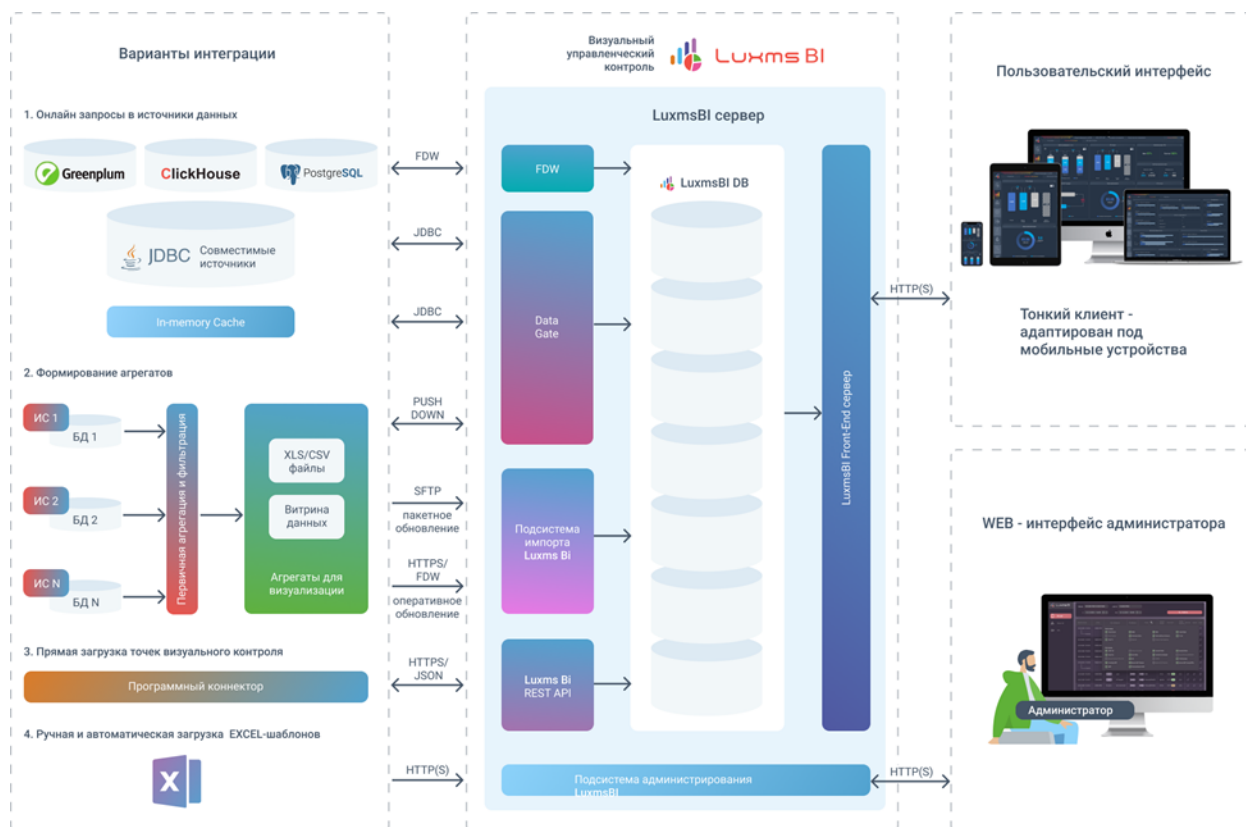 Варианты интеграции
1. Онлайн запросы в источники данных
Greenplum
ClickHouse
PostgreSQL
JDBC
Совместимые
источники
In-memory Cache
2. Формирование агрегатов
ИС 1
БД 1
ИС 2
БД 2
ИС N
БД N
Первичная агрегация и фильтрация
XLS/CSV
файлы
Витрина
данных
Агрегаты для
визуализации
3. Прямая загрузка точек визуального контроля
Программный коннектор
4. Ручная и автоматическая загрузка EXCEL-шаблонов
X
FDW
JDBC
JDBC
PUSH
DOWN
SFTP
пакетное
обновление
HTTPS/
FDW
оперативное
обновление
HTTPS/
JSON
HTTP(S)
Визуальный
управленческий
контроль
Luxms BI
LuxmsBI сервер
FDW
Data
Gate
Подсистема
импорта
Luxms Bi
Luxms Bi
REST API
LuxmsBI DB
LuxmsBI Front-End сервер
Подсистема администрирования
LuxmsBI
HTTP(S)
HTTP(S)
Пользовательский интерфейс
Тонкий клиент -
адаптирован под
мобильные устройства
WEB - интерфейс администратора
Администратор